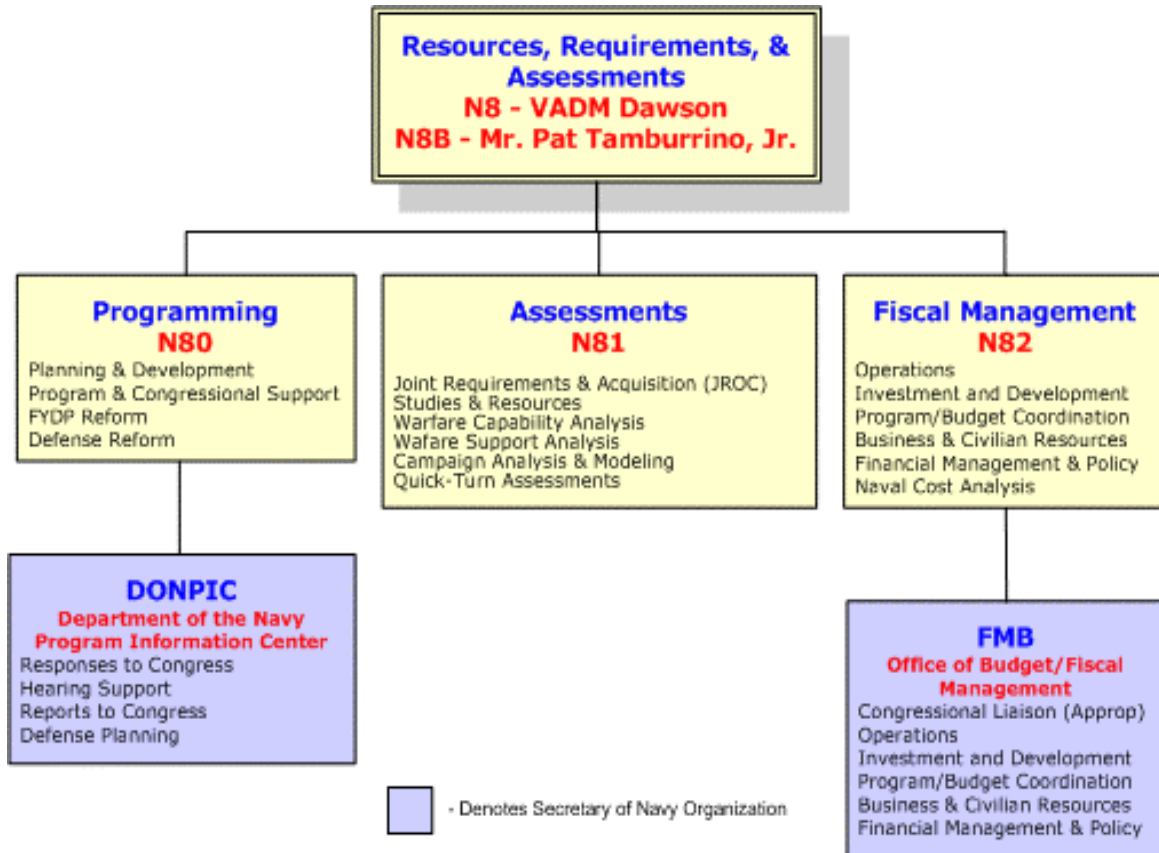 Resources, Requirements, &
Assessments
N8 - VADM Dawson
N8B - Mr. Pat Tamburrino, Jr.
Programming
N80
Planning & Development
Program & Congressional Support
FYDP Reform
Defense Reform
Assessments
N81
Joint Requirements & Acquisition (JROC)
Studies & Resources
Warfare Capability Analysis
Wafare Support Analysis
Campaign Analysis & Modeling
Quick-Turn Assessments
Fiscal Management
N82
Operations
Investment and Development
Program/Budget Coordination
Business & Civilian Resources
Financial Management & Policy
Naval Cost Analysis
DONPIC
Department of the Navy
Program Information Center
Responses to Congress
Hearing Support
Reports to Congress
Defense Planning
FMB
Office of Budget/Fiscal
Management
Congressional Liaison (Approp)
Operations
Investment and Development
Program/Budget Coordination
Business & Civilian Resources
Financial Management & Policy
- Denotes Secretary of Navy Organization